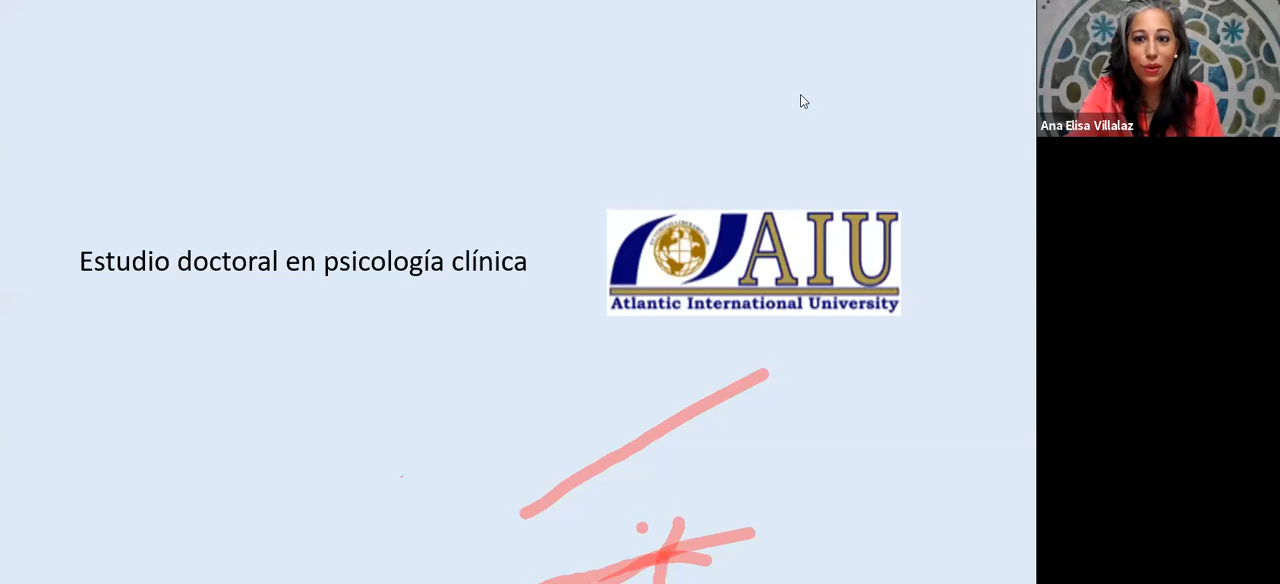 Ana Elisa Villalaz
Estudio doctoral en psicología clínica
AIU
Atlantic International University